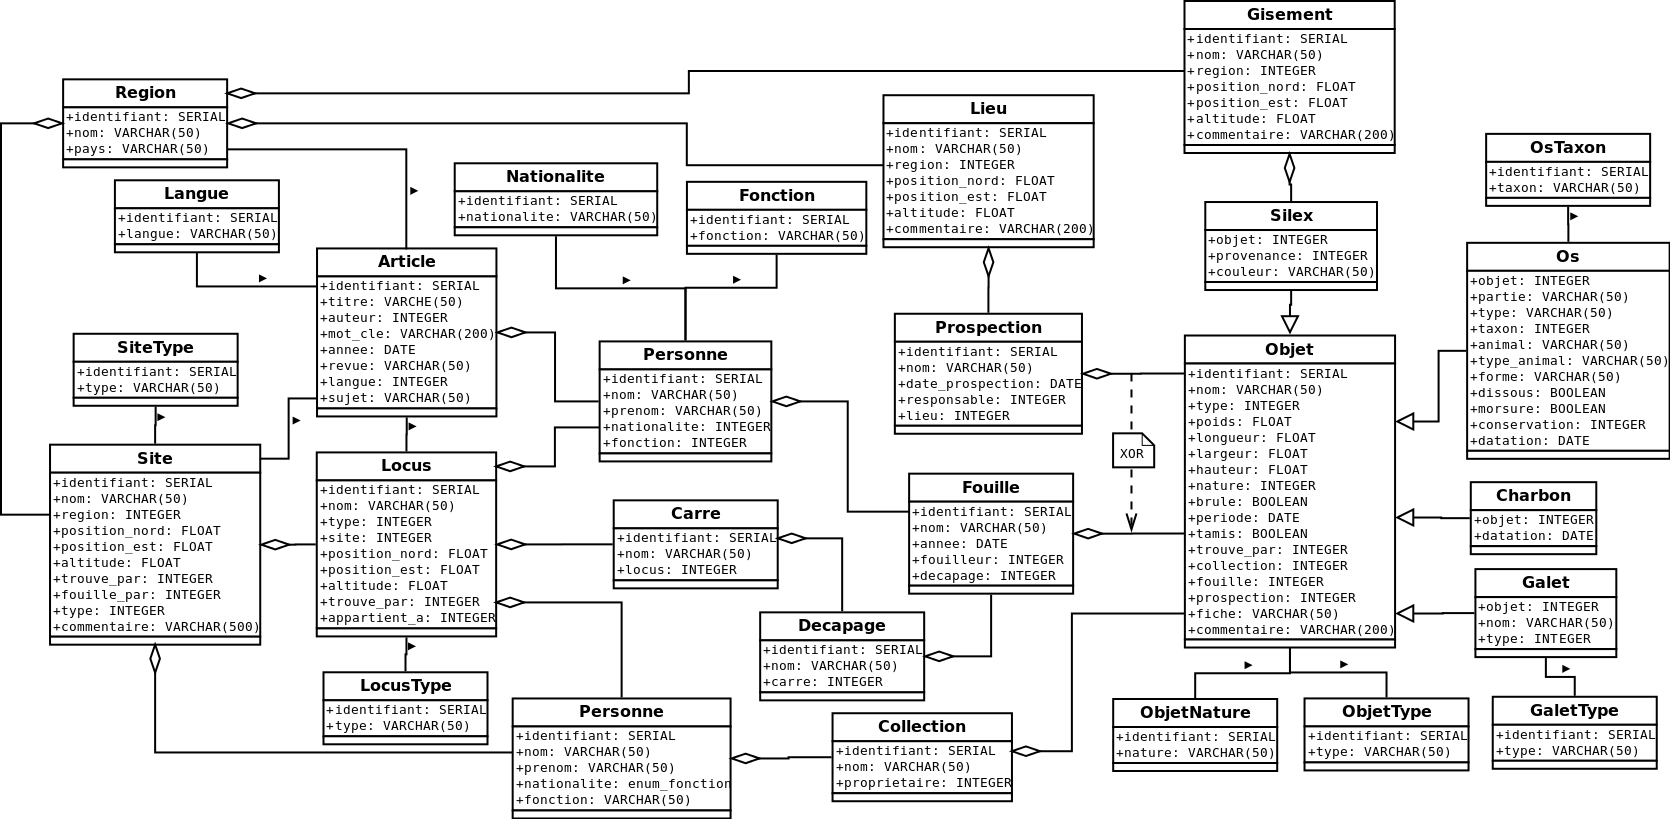 Gisement
+identifiant: SERIAL
+nom: VARCHAR(50)
+region: INTEGER
+position_nord: FLOAT
+position_est: FLOAT
+altitude: FLOAT
+commentaire: VARCHAR(200)
Region
+identifiant: SERIAL
+nom: VARCHAR(50)
+pays: VARCHAR(50)
Lieu
+identifiant: SERIAL
+nom: VARCHAR(50)
+region: INTEGER
+position_nord: FLOAT
+position_est: FLOAT
+altitude: FLOAT
+commentaire: VARCHAR(200)
OsTaxon
+identifiant: SERIAL
+taxon: VARCHAR(50)
Langue
+identifiant: SERIAL
+langue: VARCHAR(50)
Nationalite
+identifiant: SERIAL
+nationalite: VARCHAR(50)
Fonction
+identifiant: SERIAL
+fonction: VARCHAR(50)
Silex
+objet: INTEGER
+provenance: INTEGER
+couleur: VARCHAR(50)
Article
+identifiant: SERIAL
+titre: VARCHE(50)
+auteur: INTEGER
+mot_cle: VARCHAR(200)
+annee: DATE
+revue: VARCHAR(50)
+langue: INTEGER
+sujet: VARCHAR(50)
Os
+objet: INTEGER
+partie: VARCHAR(50)
+type: VARCHAR(50)
+taxon: INTEGER
+animal: VARCHAR(50)
+type_animal: VARCHAR(50)
+forme: VARCHAR(50)
+dissous: BOOLEAN
+morsure: BOOLEAN
+conservation: INTEGER
+datation: DATE
SiteType
+identifiant: SERIAL
+type: VARCHAR(50)
Personne
+identifiant: SERIAL
+nom: VARCHAR(50)
+prenom: VARCHAR(50)
+nationalite: INTEGER
+fonction: INTEGER
Prospection
+identifiant: SERIAL
+nom: VARCHAR(50)
+date_prospection: DATE
+responsable: INTEGER
+lieu: INTEGER
Objet
+identifiant: SERIAL
+nom: VARCHAR(50)
+type: INTEGER
+poids: FLOAT
+longueur: FLOAT
+largeur: FLOAT
+hauteur: FLOAT
+nature: INTEGER
+brule: BOOLEAN
+periode: DATE
+tamis: BOOLEAN
+trouve_par: INTEGER
+collection: INTEGER
+fouille: INTEGER
+prospection: INTEGER
+fiche: VARCHAR(50)
+commentaire: VARCHAR(200)
XOR
Site
+identifiant: SERIAL
+nom: VARCHAR(50)
+region: INTEGER
+position_nord: FLOAT
+position_est: FLOAT
+altitude: FLOAT
+trouve_par: INTEGER
+fouille_par: INTEGER
+type: INTEGER
+commentaire: VARCHAR(500)
Locus
+identifiant: SERIAL
+nom: VARCHAR(50)
+type: INTEGER
+site: INTEGER
+position_nord: FLOAT
+position_est: FLOAT
+altitude: FLOAT
+trouve_par: INTEGER
+appartient_a: INTEGER
Carre
+identifiant: SERIAL
+nom: VARCHAR(50)
+locus: INTEGER
Fouille
+identifiant: SERIAL
+nom: VARCHAR(50)
+annee: DATE
+fouilleur: INTEGER
+decapage: INTEGER
Charbon
+objet: INTEGER
+datation: DATE
Galet
+objet: INTEGER
+nom: VARCHAR(50)
+type: INTEGER
Decapage
+identifiant: SERIAL
+nom: VARCHAR(50)
+carre: INTEGER
LocusType
+identifiant: SERIAL
+type: VARCHAR(50)
Personne
+identifiant: SERIAL
+nom: VARCHAR(50)
+prenom: VARCHAR(50)
+nationalite: enum_fonction
+fonction: VARCHAR(50)
Collection
+identifiant: SERIAL
+nom: VARCHAR(50)
+proprietaire: INTEGER
ObjetNature
+identifiant: SERIAL
+nature: VARCHAR(50)
ObjetType
+identifiant: SERIAL
+type: VARCHAR(50)
GaletType
+identifiant: SERIAL
+type: VARCHAR(50)